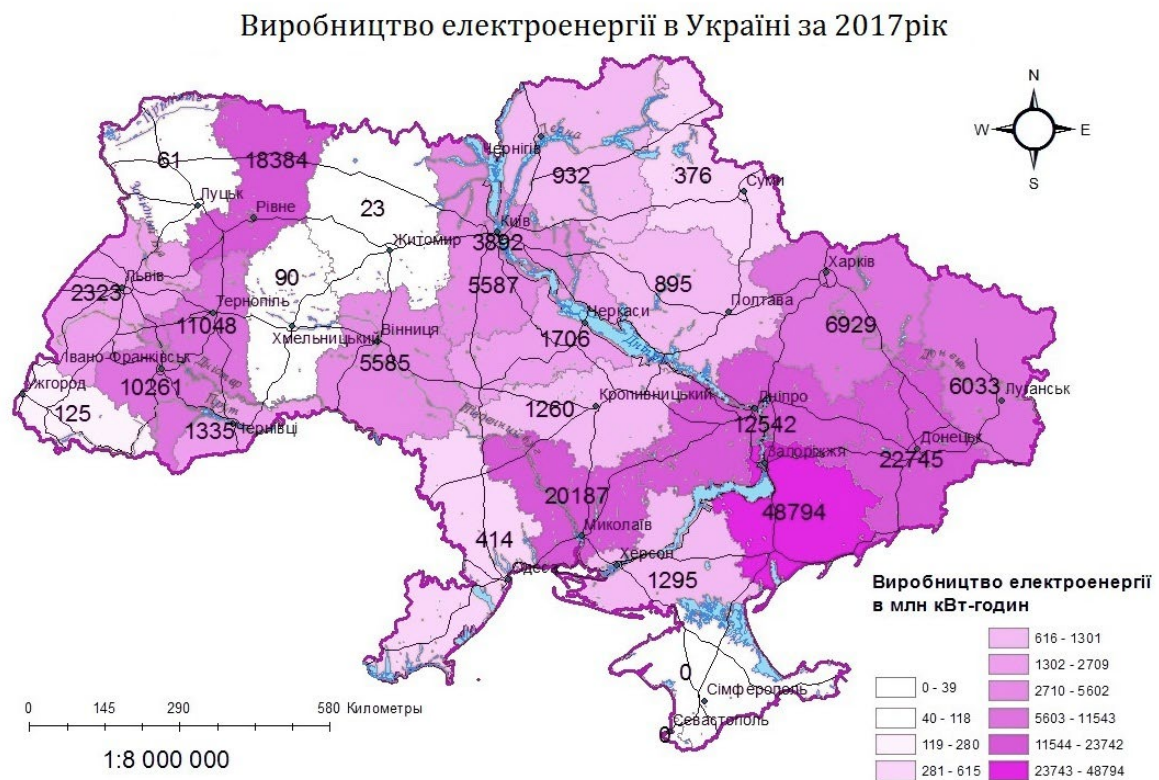 Виробництво електроенергії в Україні за 2017рік
N
W E
S
61
18384
23
Чернігів
932
376
Суми
Луцьк
Рівне
Житомир
Київ
3892
5587
90
Львів
2323
Тернопіль
11048
Хмельницький
Вінниця
5585
Черкаси
1706
895
Полтава
Харків
6929
Івано-Франківськ
10261
Ужгород
125
1335
Чернівці
1260
Кропивницький
Дніпро
12542
6033
Луганськ
Донецьк
22745
Запоріжжя
48794
20187
Миколаїв
414
Одеса
Херсон
1295
0
Сімферополь
Севастополь
0
Десна
Дністер
Прут
Донець
Виробництво електроенергії
в млн кВт-годин
0 - 39
40 - 118
119 - 280
281 - 615
616 - 1301
1302 - 2709
2710 - 5602
5603 - 11543
11544 - 23742
23743 - 48794
0 145 290 580 Километры
1:8 000 000